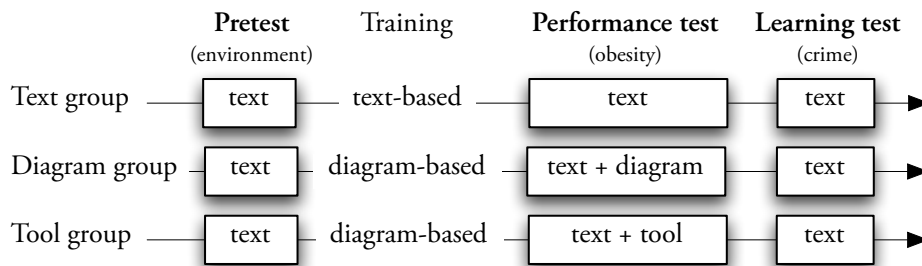 Pretest Training Performance test Learning test
(environment) (obesity) (crime)
Text group text text-based text text
Diagram group text diagram-based text + diagram text
Tool group text diagram-based text + tool text